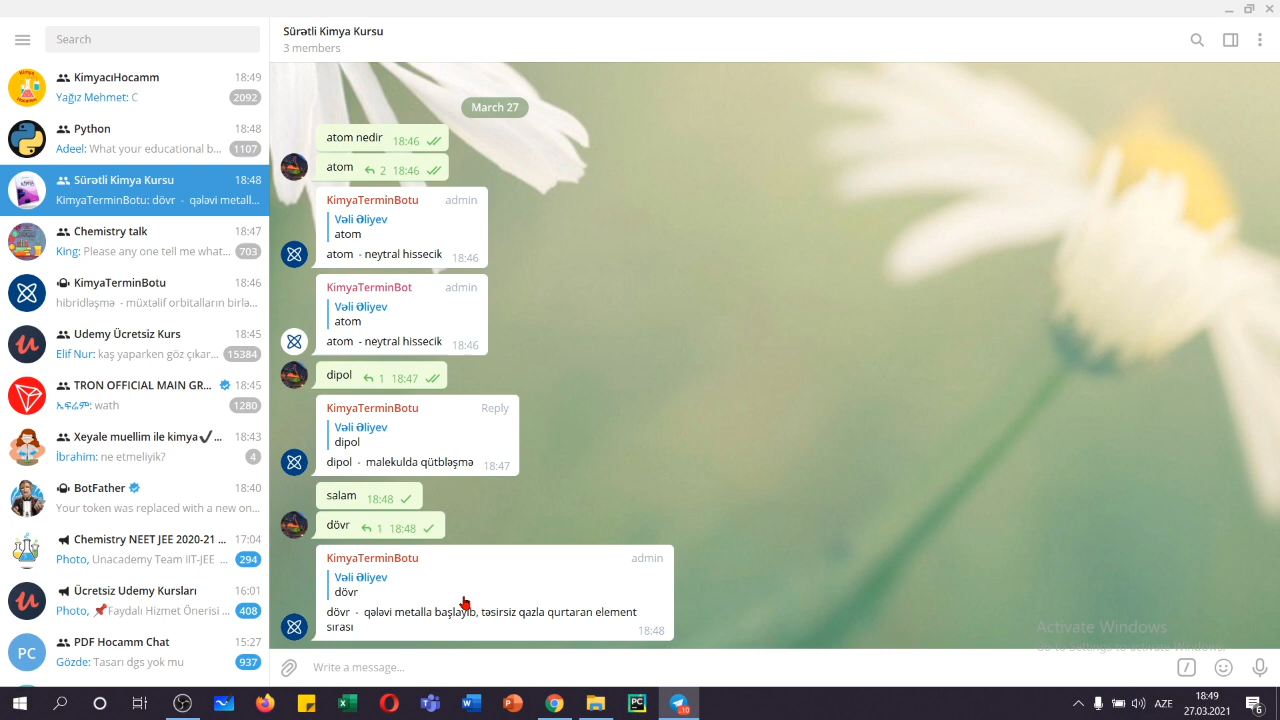 Search
KimyacıHocamm 18:49
Yağız Mehmet: C 2092
Python 18:48
Adeel: What your educational b... 1107
Sürətli Kimya Kursu 18:48
KimyaTerminBotu: dövr - qələvi metall...
Chemistry talk 18:47
King: Please any one tell me what... 703
KimyaTerminBotu 18:46
hibridləşmə - müxtəlif orbitalların birlə...
Udemy Ücretsiz Kurs 18:45
Elif Nur: kaş yaparken göz çıkar... 15384
TRON OFFICIAL MAIN GR... 18:45
ኤፍሬም: wath 1280
Xeyale muellim ile kimya✔... 18:43
İbrahim: ne etmeliyik? 4
BotFather 18:40
Your token was replaced with a new on...
Chemistry NEET JEE 2020-21 ... 17:04
Photo, Unacademy Team IIT-JEE ... 294
Ücretsiz Udemy Kursları 16:01
Photo, 📌Faydalı Hizmet Önerisi ... 408
PC
PDF Hocamm Chat 15:27
Gözde: Tasarı dgs yok mu 937
Sürətli Kimya Kursu
3 members
March 27
atom nedir 18:46
atom 2 18:46
KimyaTerminBotu admin
Vəli Əliyev
atom
atom - neytral hissecik 18:46
KimyaTerminBot admin
Vəli Əliyev
atom
atom - neytral hissecik 18:46
dipol 1 18:47
KimyaTerminBotu Reply
Vəli Əliyev
dipol
dipol - malekulda qütbləşmə 18:47
salam 18:48
dövr 1 18:48
KimyaTerminBotu admin
Vəli Əliyev
dövr
dövr - qələvi metalla başlayıb, təsirsiz qazla qurtaran element
sırası 18:48
Write a message...
Activate Windows
Go to Settings to activate Windows.
AZE
18:49
27.03.2021
6